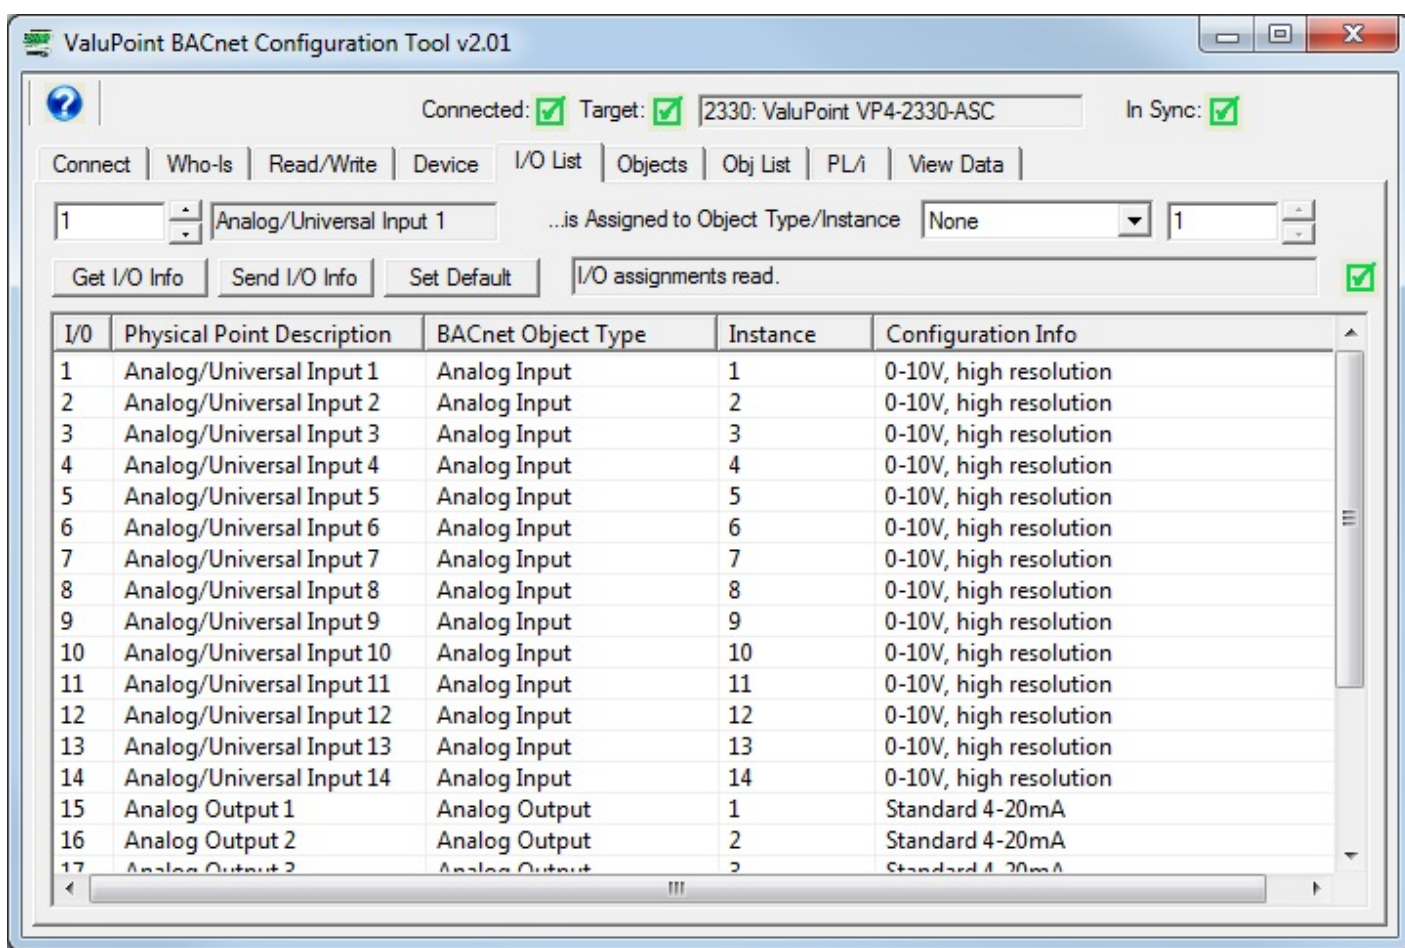 ValuPoint BACnet Configuration Tool v2.01
Connected: Target: 2330: ValuPoint VP4-2330-ASC In Sync:
Connect Who-Is Read/Write Device I/O List Objects Obj List PL/i View Data
1 Analog/Universal Input 1 ...is Assigned to Object Type/Instance None 1
Get I/O Info Send I/O Info Set Default I/O assignments read.
I/0 Physical Point Description BACnet Object Type Instance Configuration Info
1 Analog/Universal Input 1 Analog Input 1 0-10V, high resolution
2 Analog/Universal Input 2 Analog Input 2 0-10V, high resolution
3 Analog/Universal Input 3 Analog Input 3 0-10V, high resolution
4 Analog/Universal Input 4 Analog Input 4 0-10V, high resolution
5 Analog/Universal Input 5 Analog Input 5 0-10V, high resolution
6 Analog/Universal Input 6 Analog Input 6 0-10V, high resolution
7 Analog/Universal Input 7 Analog Input 7 0-10V, high resolution
8 Analog/Universal Input 8 Analog Input 8 0-10V, high resolution
9 Analog/Universal Input 9 Analog Input 9 0-10V, high resolution
10 Analog/Universal Input 10 Analog Input 10 0-10V, high resolution
11 Analog/Universal Input 11 Analog Input 11 0-10V, high resolution
12 Analog/Universal Input 12 Analog Input 12 0-10V, high resolution
13 Analog/Universal Input 13 Analog Input 13 0-10V, high resolution
14 Analog/Universal Input 14 Analog Input 14 0-10V, high resolution
15 Analog Output 1 Analog Output 1 Standard 4-20mA
16 Analog Output 2 Analog Output 2 Standard 4-20mA
17 Analog Output 3 Analog Output 3 Standard 4-20mA